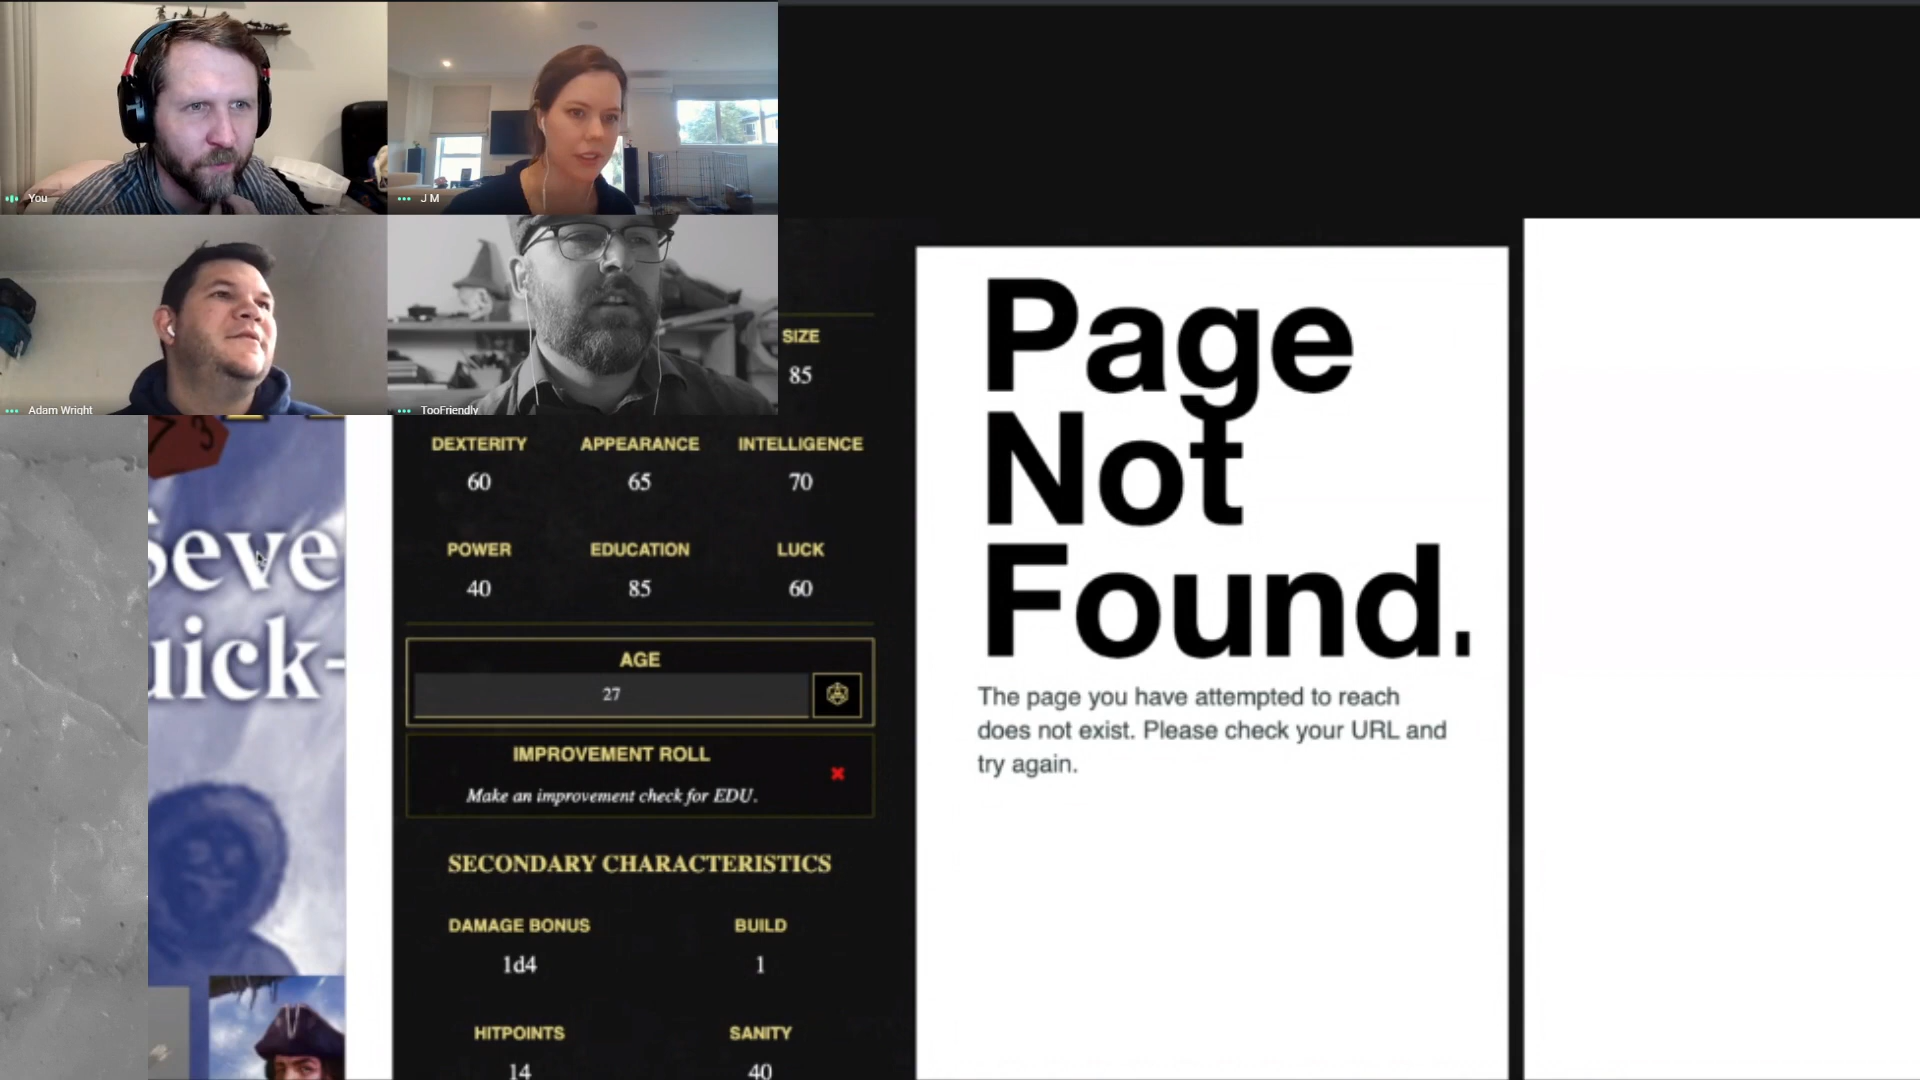 You
J M
Adam Wright
TooFriendly
7 3
Seve
uick-
SIZE
85
DEXTERITY APPEARANCE INTELLIGENCE
60 65 70
POWER EDUCATION LUCK
40 85 60
AGE
27
IMPROVEMENT ROLL
Make an improvement check for EDU.
SECONDARY CHARACTERISTICS
DAMAGE BONUS BUILD
1d4 1
HITPOINTS SANITY
14 40
Page
Not
Found.
The page you have attempted to reach
does not exist. Please check your URL and
try again.